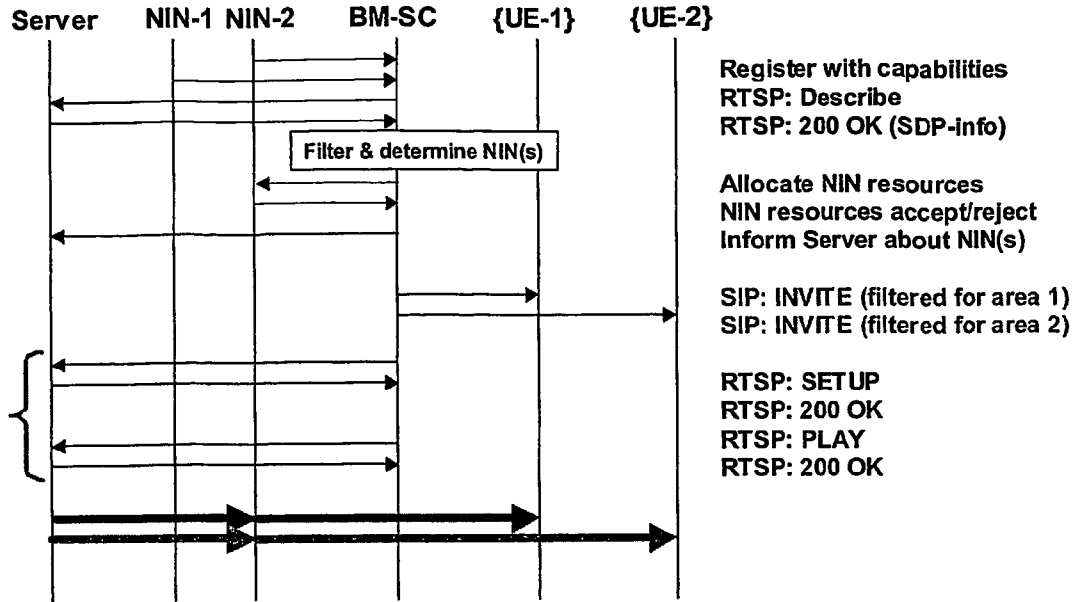 Server NIN-1 NIN-2 BM-SC {UE-1} {UE-2}
Register with capabilities
RTSP: Describe
RTSP: 200 OK (SDP-info)
Filter & determine NIN(s)
Allocate NIN resources
NIN resources accept/reject
Inform Server about NIN(s)
SIP: INVITE (filtered for area 1)
SIP: INVITE (filtered for area 2)
RTSP: SETUP
RTSP: 200 OK
RTSP: PLAY
RTSP: 200 OK